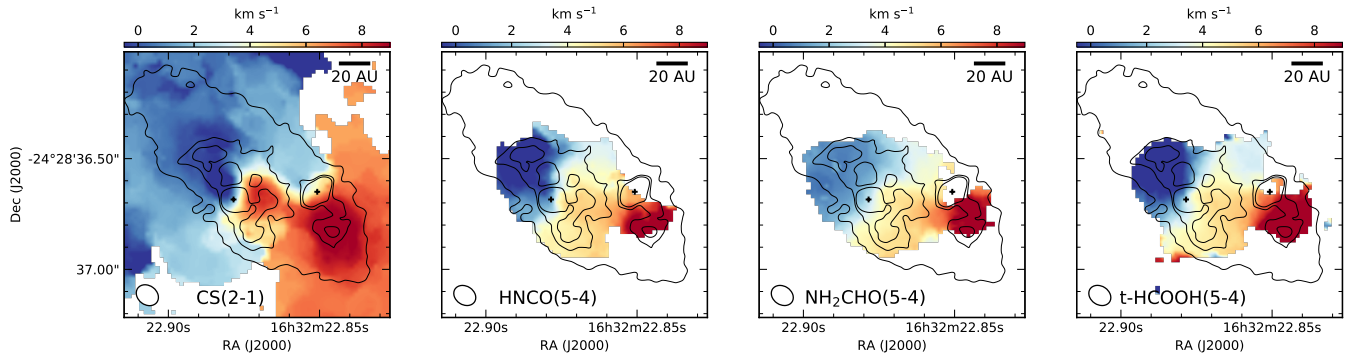 km s⁻¹ km s⁻¹ km s⁻¹ km s⁻¹
0 2 4 6 8 0 2 4 6 8 0 2 4 6 8 0 2 4 6 8
20 AU 20 AU 20 AU 20 AU
Dec (J2000)
-24°28'36.50"
37.00"
CS(2-1) HNCO(5-4) NH₂CHO(5-4) t-HCOOH(5-4)
22.90s 16h32m22.85s 22.90s 16h32m22.85s 22.90s 16h32m22.85s 22.90s 16h32m22.85s
RA (J2000) RA (J2000) RA (J2000) RA (J2000)